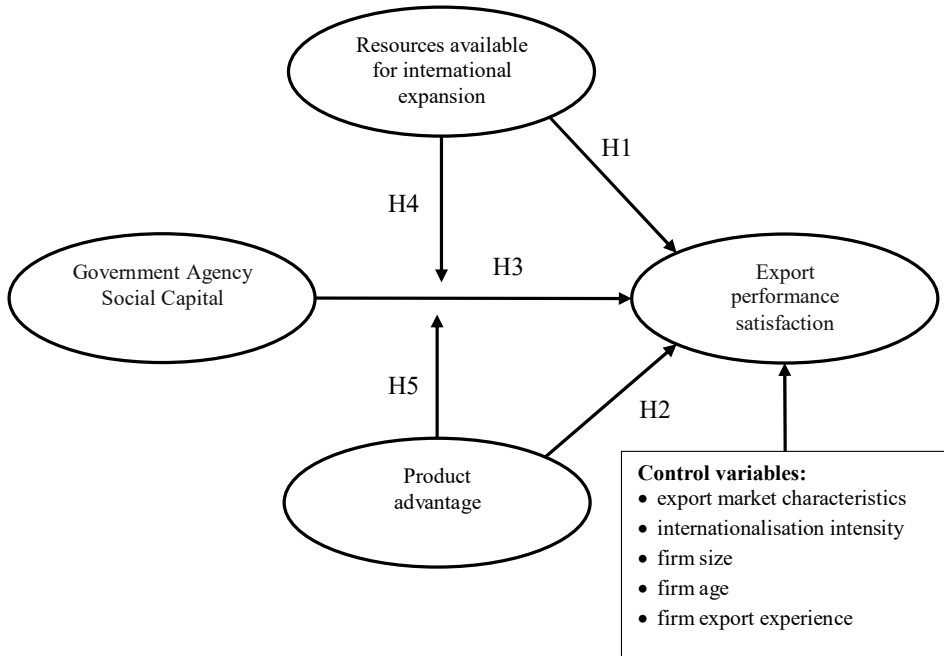 Resources available
for international
expansion
H1
H4
Government Agency
Social Capital
H3
Export
performance
satisfaction
H5
H2
Product
advantage
Control variables:
• export market characteristics
• internationalisation intensity
• firm size
• firm age
• firm export experience